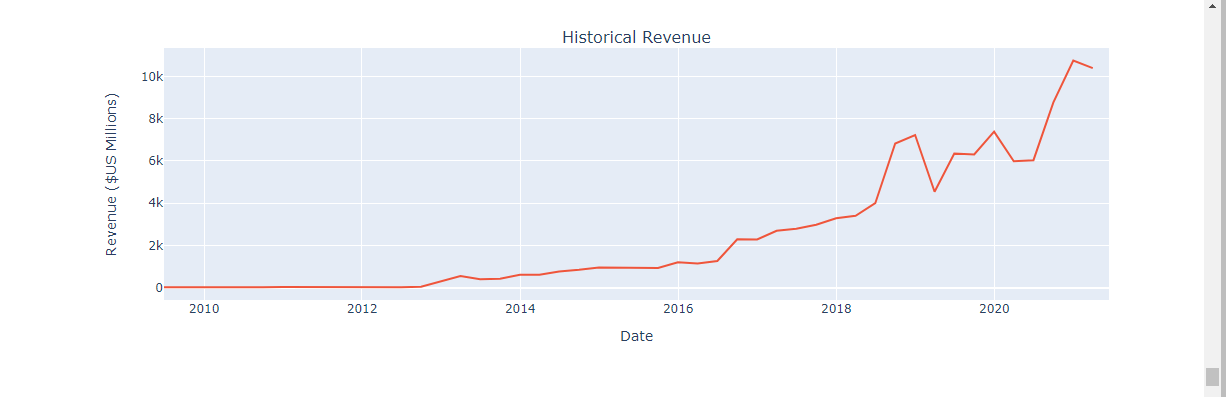 Historical Revenue
10k
8k
6k
4k
2k
0
Revenue ($US Millions)
2010 2012 2014 2016 2018 2020
Date